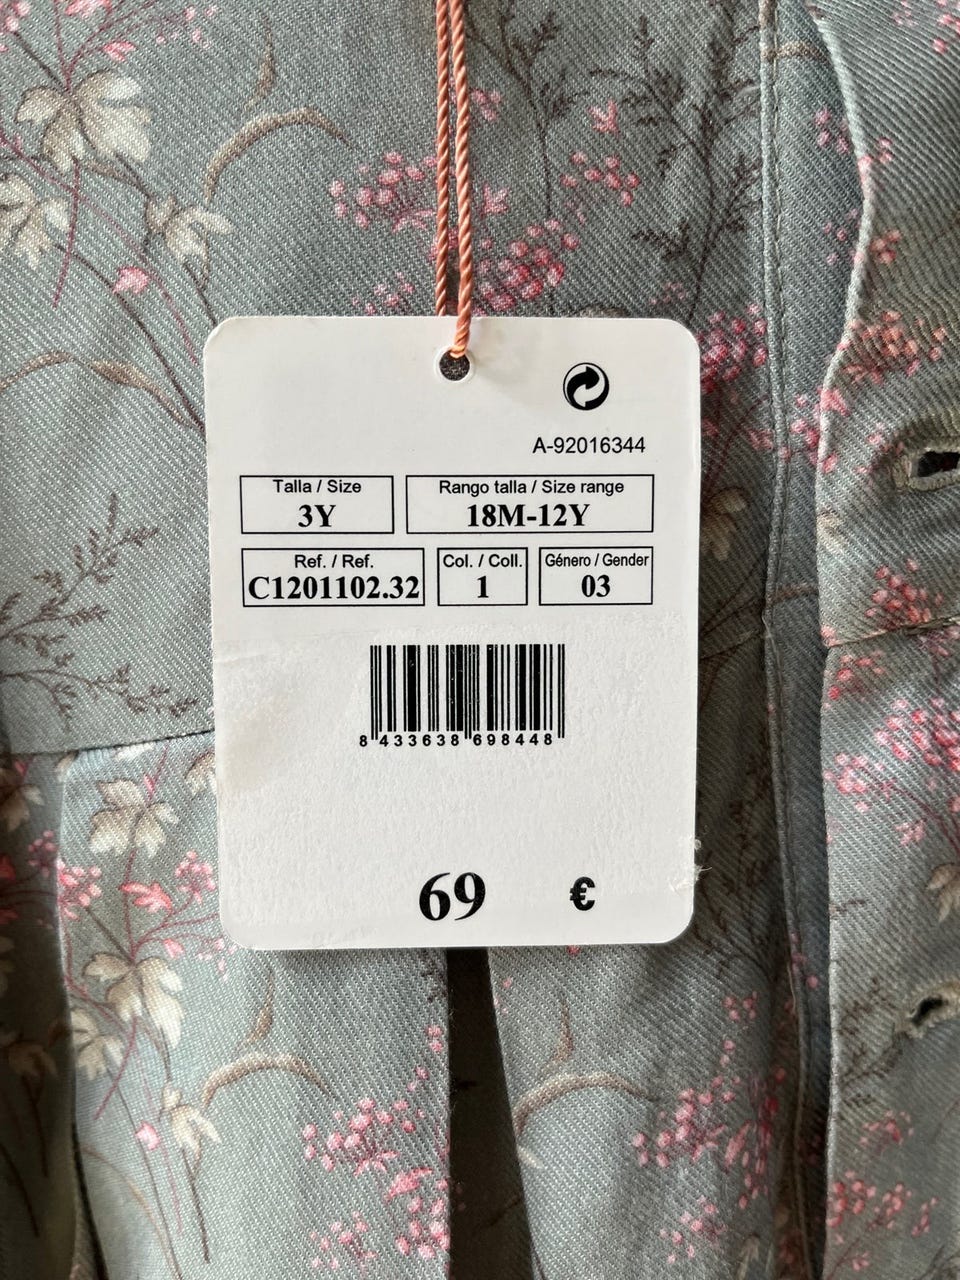 A-92016344
Talla / Size
3Y
Rango talla / Size range
18M-12Y
Ref. / Ref.
C1201102.32
Col. / Coll.
1
Género / Gender
03
8 433638 698448
69 €